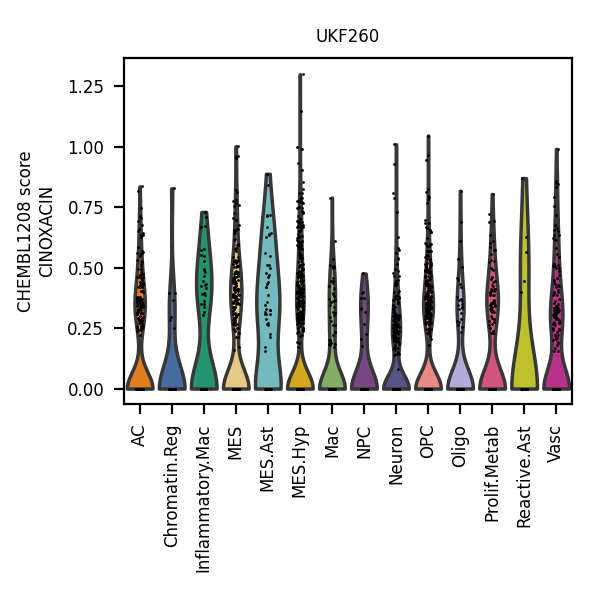 UKF260
CHEMBL1208 score
CINOXACIN
1.25
1.00
0.75
0.50
0.25
0.00
AC
Chromatin.Reg
Inflammatory.Mac
MES
MES.Ast
MES.Hyp
Mac
NPC
Neuron
OPC
Oligo
Prolif.Metab
Reactive.Ast
Vasc